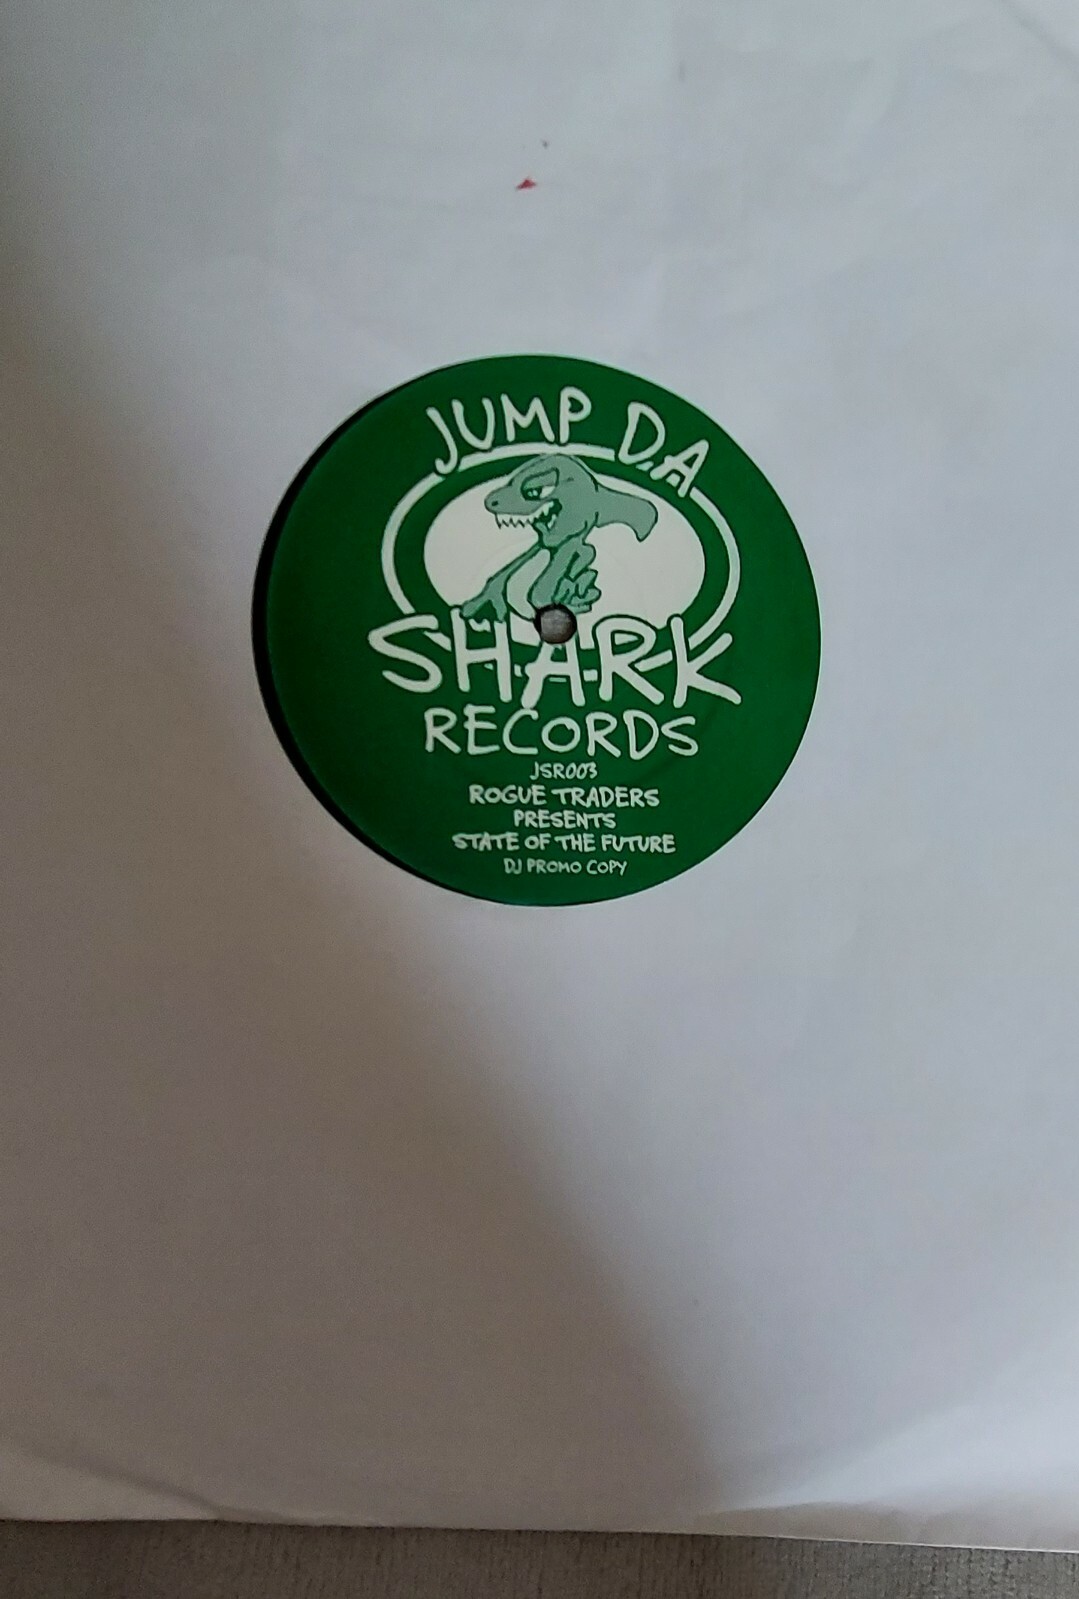 JUMP DA
SHARK
RECORDS
JSR003
ROGUE TRADERS
PRESENTS
STATE OF THE FUTURE
DJ PROMO COPY